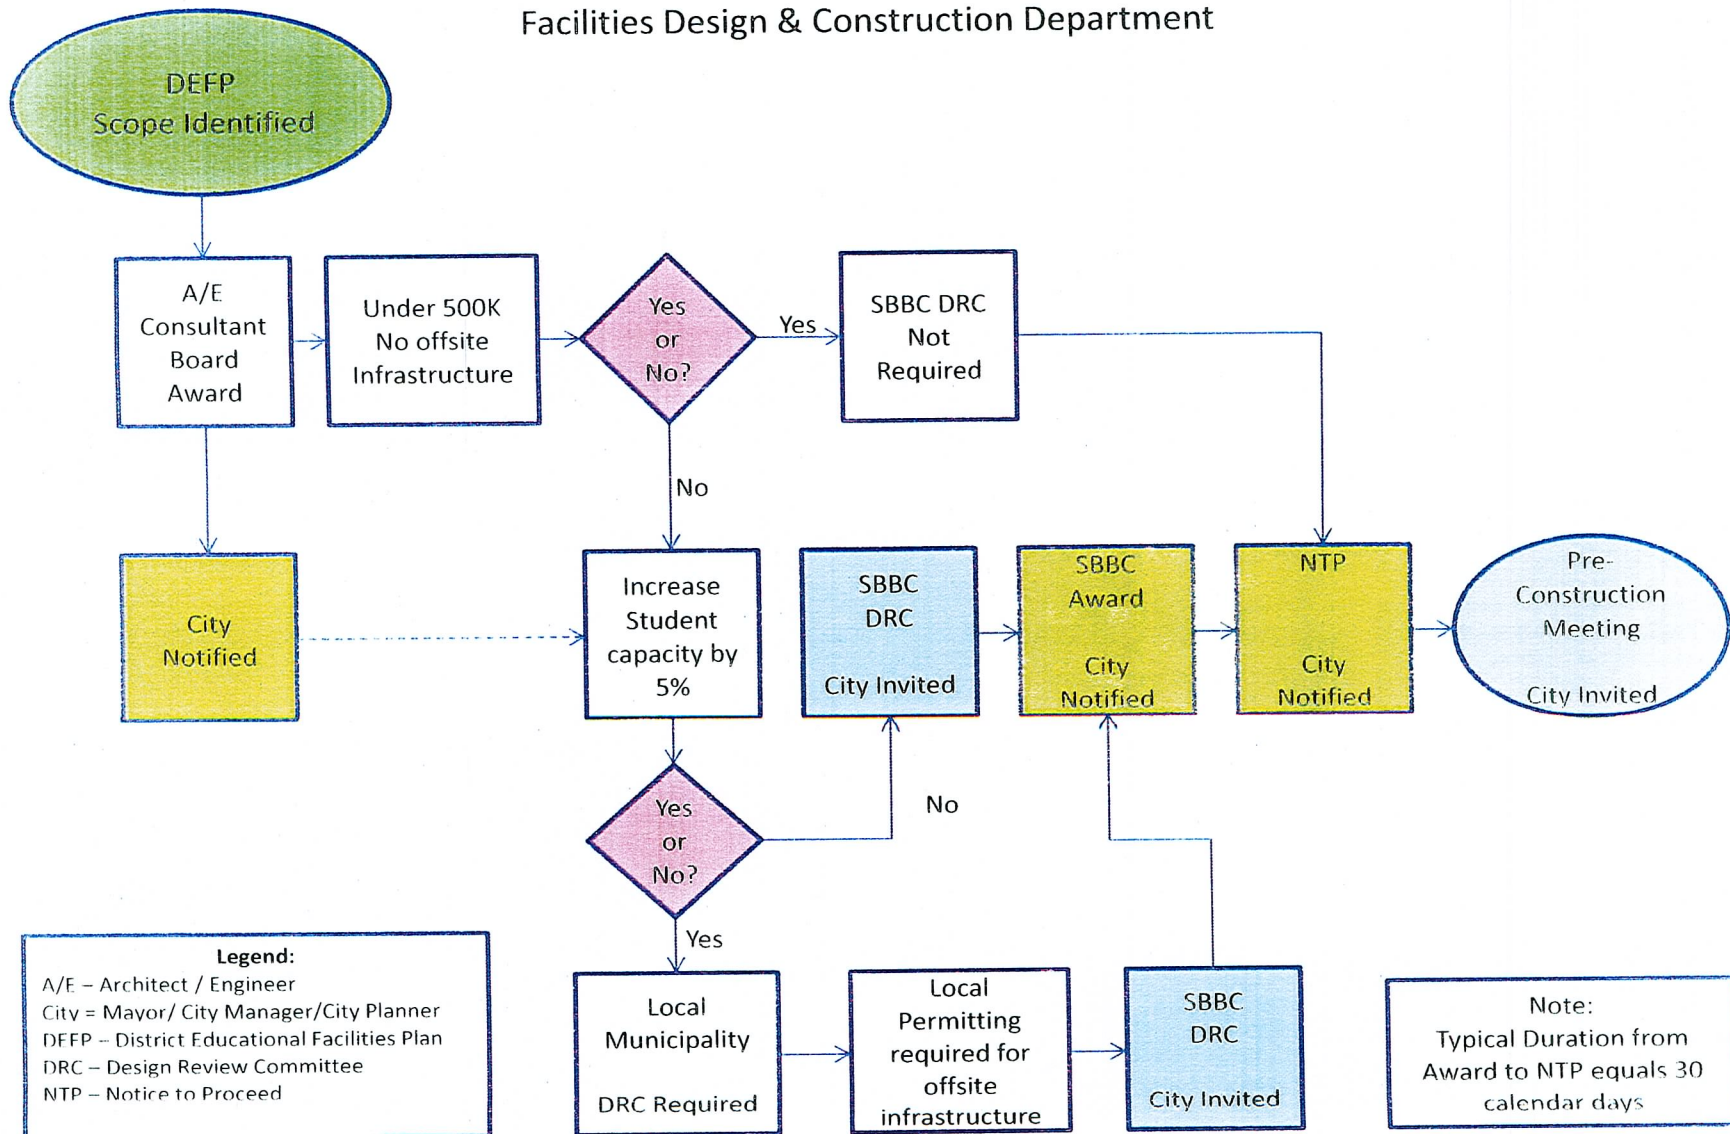 Facilities Design & Construction Department
DEFP
Scope Identified
A/E
Consultant
Board
Award
Under 500K
No offsite
Infrastructure
Yes
or
No?
Yes
SBBC DRC
Not
Required
No
City
Notified
Increase
Student
capacity by
5%
SBBC
DRC
City Invited
SBBC
Award
City
Notified
NTP
City
Notified
Pre-
Construction
Meeting
City Invited
Yes
or
No?
No
Yes
Legend:
A/E – Architect / Engineer
City = Mayor/ City Manager/City Planner
DEFP – District Educational Facilities Plan
DRC – Design Review Committee
NTP – Notice to Proceed
Local
Municipality
DRC Required
Local
Permitting
required for
offsite
infrastructure
SBBC
DRC
City Invited
Note:
Typical Duration from
Award to NTP equals 30
calendar days